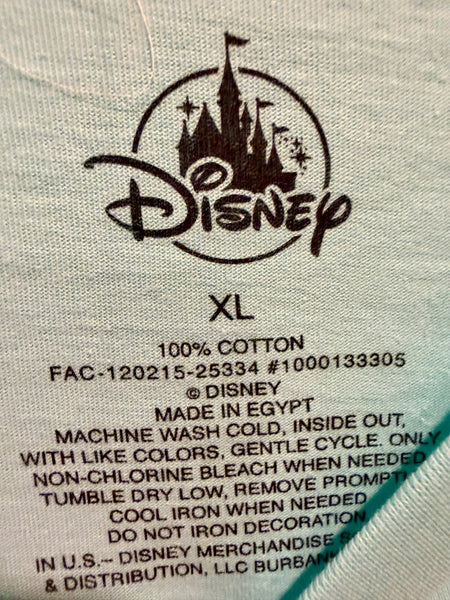 DISNEY
XL
100% COTTON
FAC-120215-25334 #1000133305
© DISNEY
MADE IN EGYPT
MACHINE WASH COLD, INSIDE OUT,
WITH LIKE COLORS, GENTLE CYCLE. ONLY
NON-CHLORINE BLEACH WHEN NEEDED
TUMBLE DRY LOW, REMOVE
COOL IRON WHEN NEEDED
DO NOT IRON DECORATION
IN U.S.– DISNEY MERCHANDISE
& DISTRIBUTION, LLC